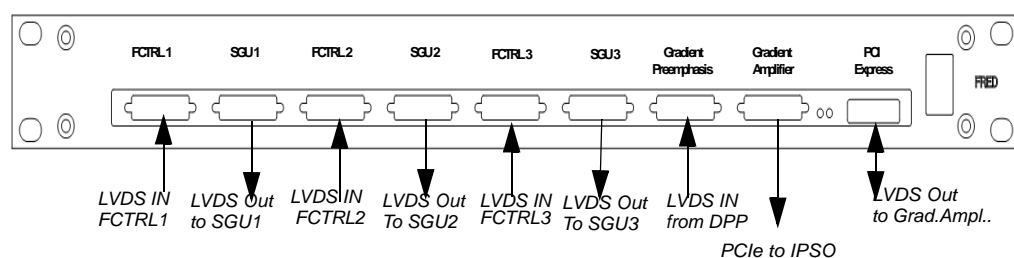 FCTRL1 SGU1 FCTRL2 SGU2 FCTRL3 SGU3 Gradient Gradient PCI
Preemphasis Amplifier Express
FRED
LVDS IN LVDS Out LVDS IN LVDS Out LVDS IN LVDS Out LVDS IN LVDS Out
FCTRL1 to SGU1 FCTRL2 To SGU2 FCTRL3 To SGU3 from DPP to Grad.Ampl..
PCIe to IPSO